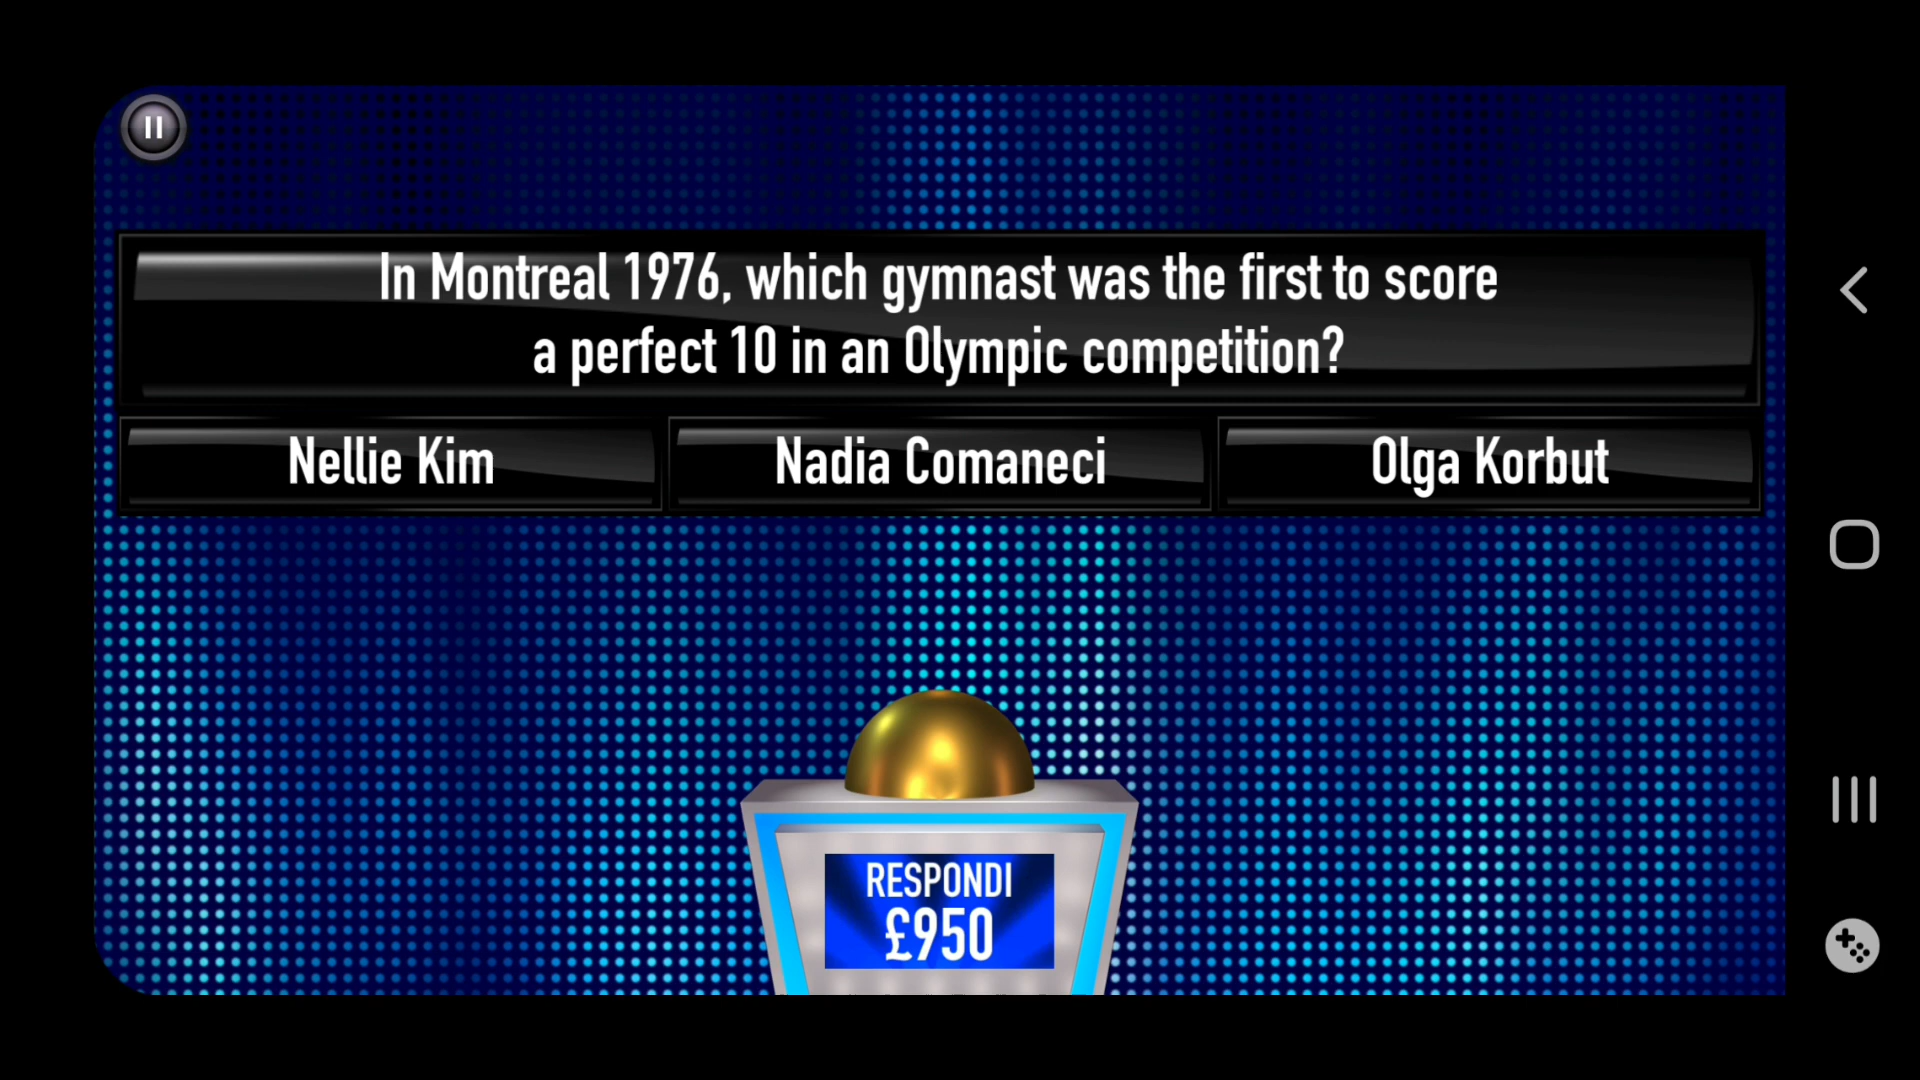 In Montreal 1976, which gymnast was the first to score
a perfect 10 in an Olympic competition?
Nellie Kim
Nadia Comaneci
Olga Korbut
RESPONDI
£950